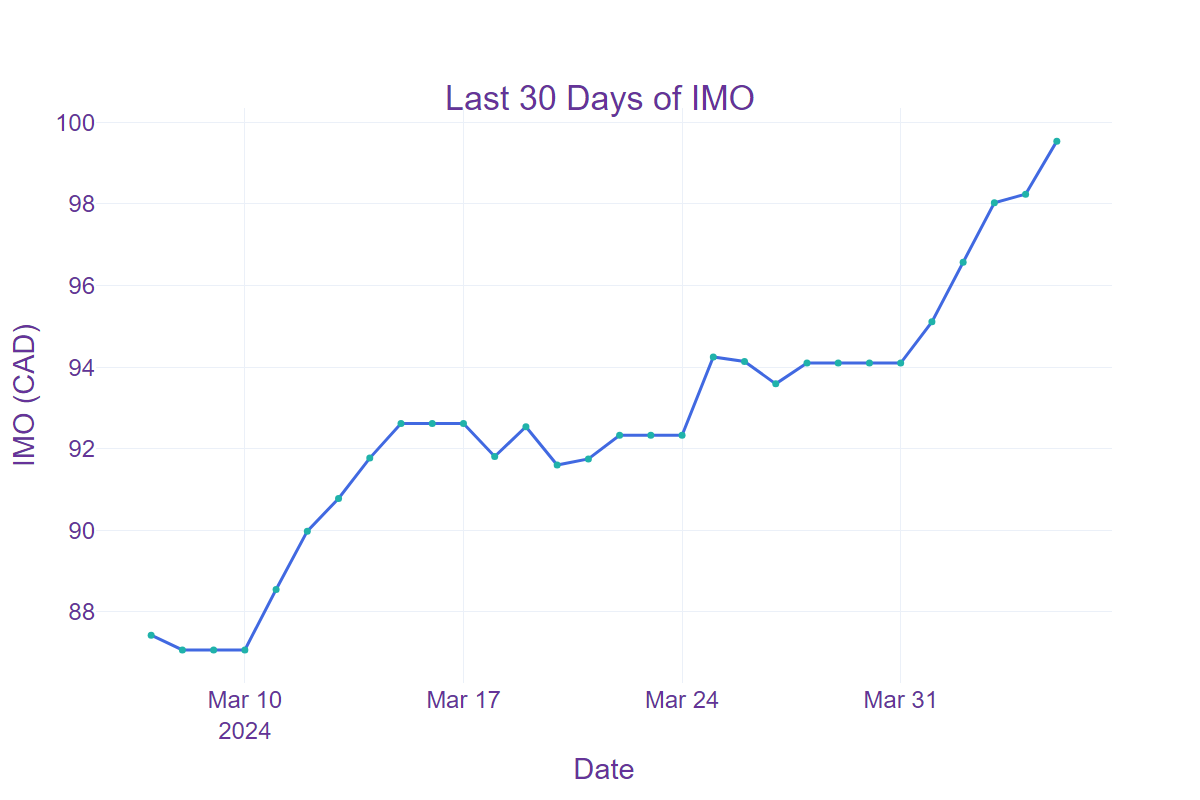 Last 30 Days of IMO
100
98
96
94
92
90
88
IMO (CAD)
Mar 10
2024
Mar 17
Mar 24
Mar 31
Date